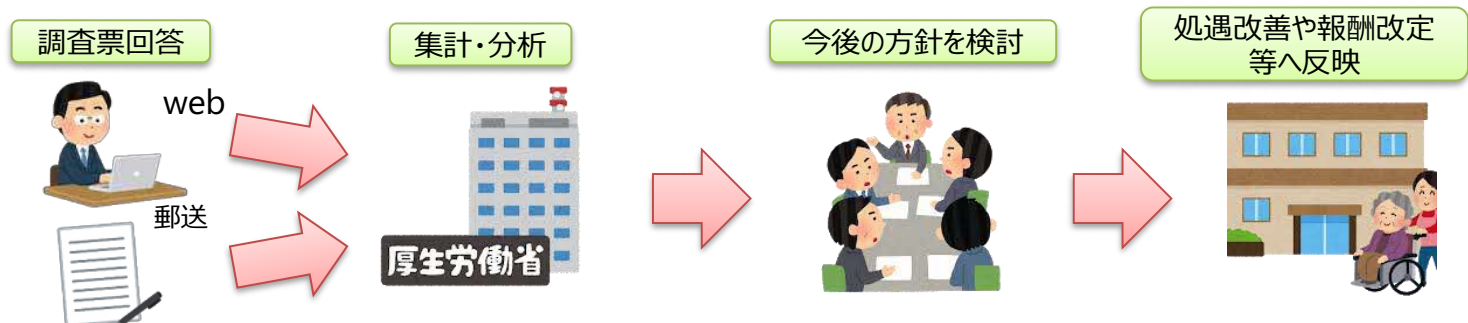 調査票回答
web
郵送
集計・分析
厚生労働省
今後の方針を検討
処遇改善や報酬改定
等へ反映